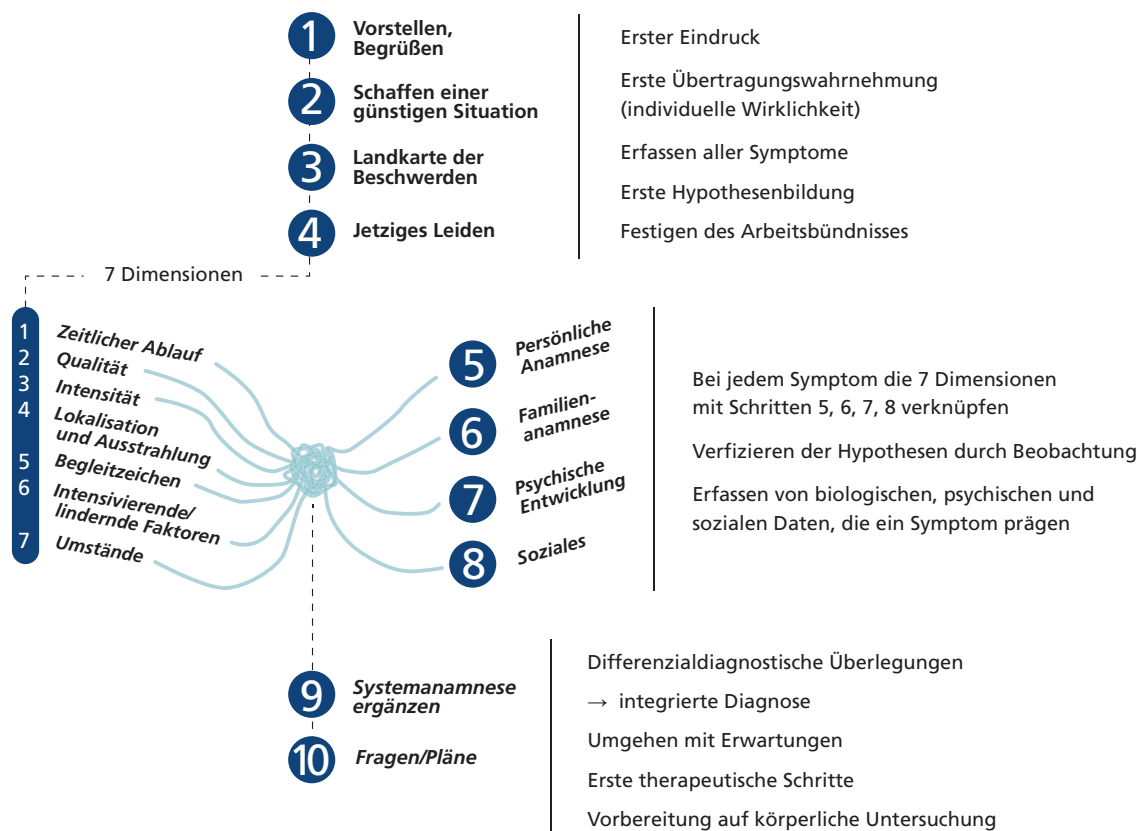 1
Vorstellen,
Begrüßen
2
Schaffen einer
günstigen Situation
3
Landkarte der
Beschwerden
4
Jetziges Leiden
Erster Eindruck
Erste Übertragungswahrnehmung
(individuelle Wirklichkeit)
Erfassen aller Symptome
Erste Hypothesenbildung
Festigen des Arbeitsbündnisses
7 Dimensionen
1 Zeitlicher Ablauf
2 Qualität
3 Intensität
4 Lokalisation
und Ausstrahlung
5 Begleitzeichen
6 Intensivierende/
lindernde Faktoren
7 Umstände
5
Persönliche
Anamnese
6
Familien-
anamnese
7
Psychische
Entwicklung
8
Soziales
Bei jedem Symptom die 7 Dimensionen
mit Schritten 5, 6, 7, 8 verknüpfen
Verfizieren der Hypothesen durch Beobachtung
Erfassen von biologischen, psychischen und
sozialen Daten, die ein Symptom prägen
9
Systemanamnese
ergänzen
10
Fragen/Pläne
Differenzialdiagnostische Überlegungen
→ integrierte Diagnose
Umgehen mit Erwartungen
Erste therapeutische Schritte
Vorbereitung auf körperliche Untersuchung